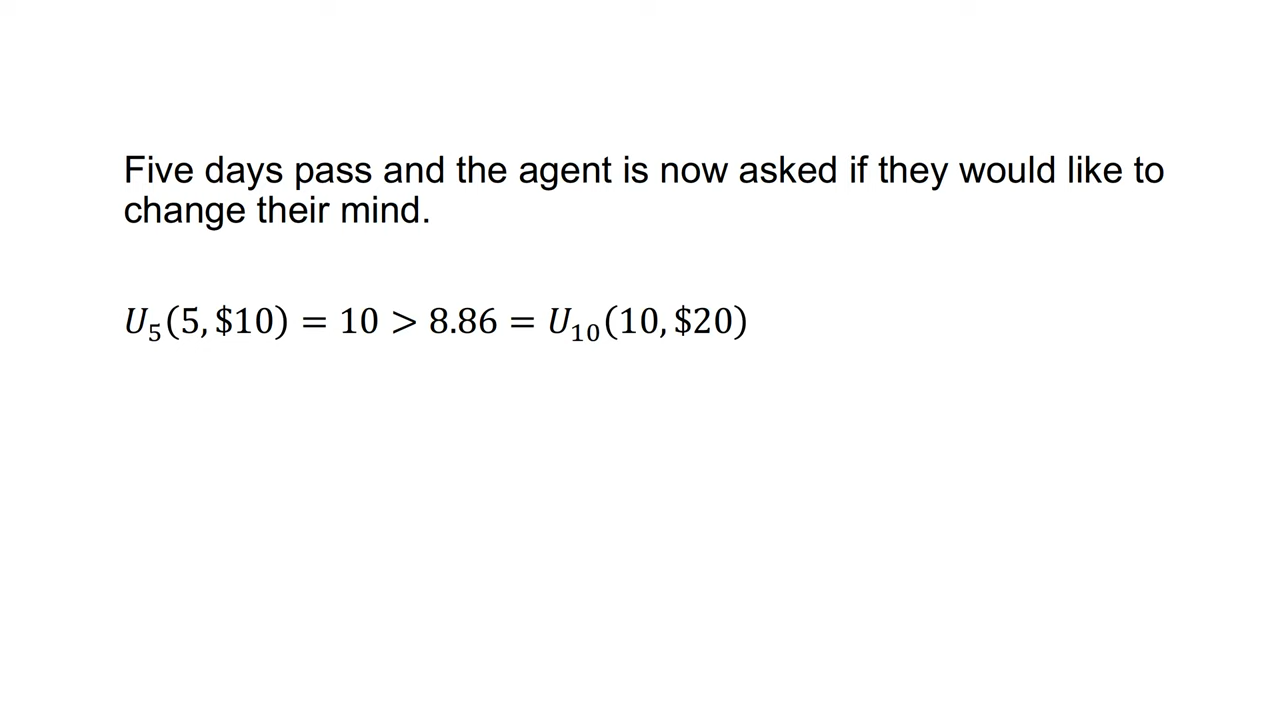 Five days pass and the agent is now asked if they would like to
change their mind.
𝑈₅(5, $10) = 10 > 8.86 = 𝑈₁₀(10, $20)